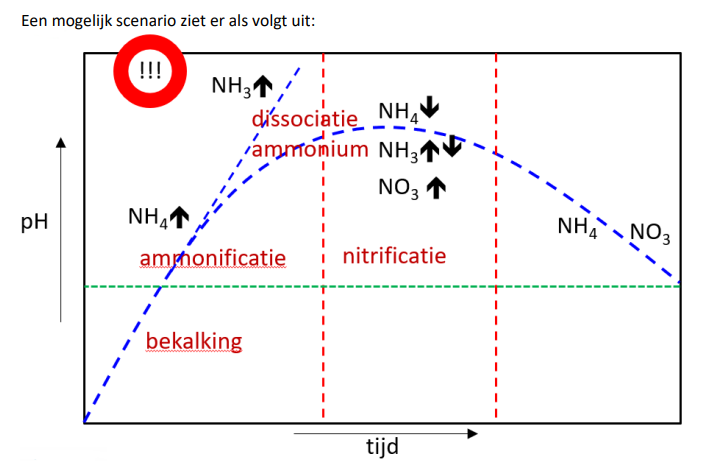 Een mogelijk scenario ziet er als volgt uit:
!!!
NH3🡅
dissociatie
ammonium
NH4🡇
NH3🡅🡇
NO3 🡅
NH4🡅
pH
NH4
NO3
ammonificatie
nitrificatie
bekalking
tijd